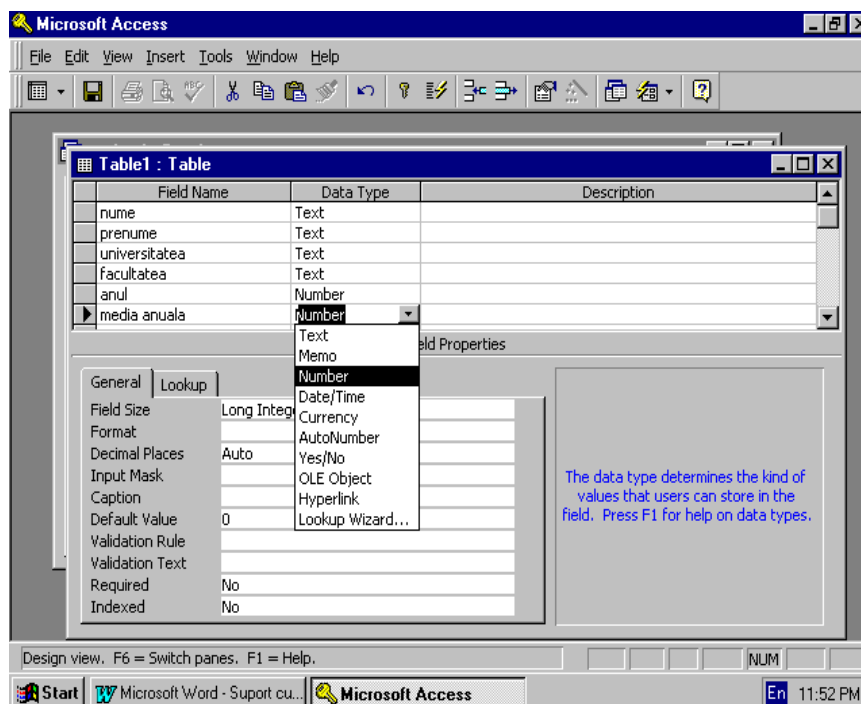 Microsoft Access
File Edit View Insert Tools Window Help
ABC
Table1 : Table
Field Name Data Type Description
nume Text
prenume Text
universitatea Text
facultatea Text
anul Number
media anuala Number
Text
Memo
Number
Date/Time
Currency
AutoNumber
Yes/No
OLE Object
Hyperlink
Lookup Wizard...
eld Properties
General Lookup
Field Size Long Integ
Format
Decimal Places Auto
Input Mask
Caption
Default Value 0
Validation Rule
Validation Text
Required No
Indexed No
The data type determines the kind of
values that users can store in the
field. Press F1 for help on data types.
Design view. F6 = Switch panes. F1 = Help. NUM
Start Microsoft Word - Suport cu... Microsoft Access En 11:52 PM